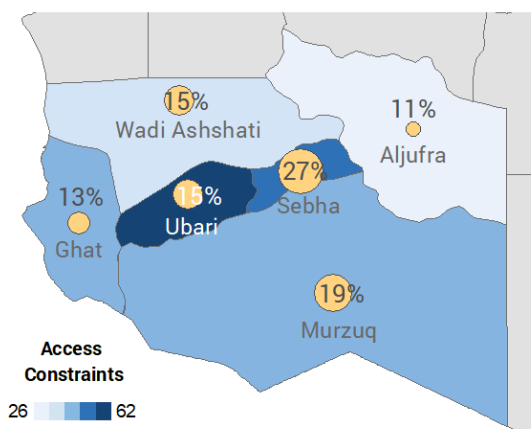 15%
Wadi Ashshati
11%
Aljufra
27%
Sebha
15%
Ubari
13%
Ghat
19%
Murzuq
Access
Constraints
26 62